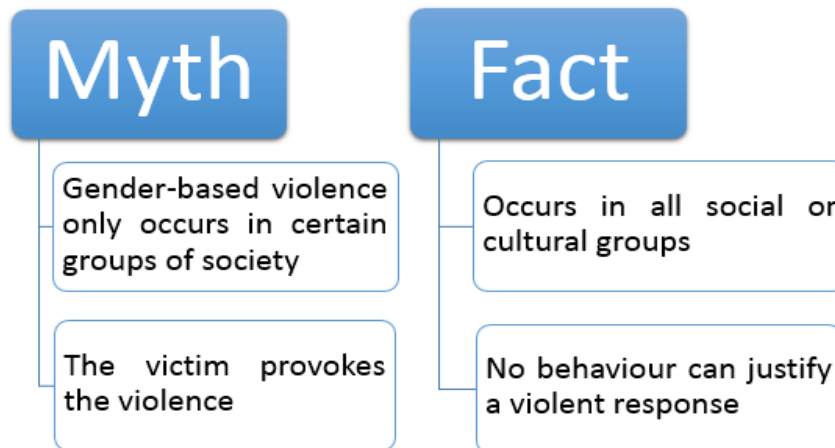 Myth
Gender-based violence
only occurs in certain
groups of society
The victim provokes
the violence
Fact
Occurs in all social or
cultural groups
No behaviour can justify
a violent response